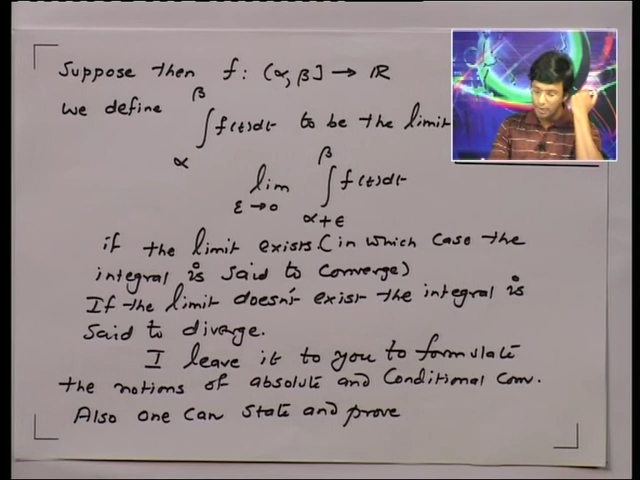 Suppose then f: (α, β] → ℝ
we define ∫_α^β f(t)dt to be the limit
lim_{ε→0} ∫_{α+ε}^β f(t)dt
if the limit exists (in which case the
integral is said to converge)
If the limit doesn't exist the integral is
said to diverge.
I leave it to you to formulate
the notions of absolute and conditional conv.
Also one can state and prove